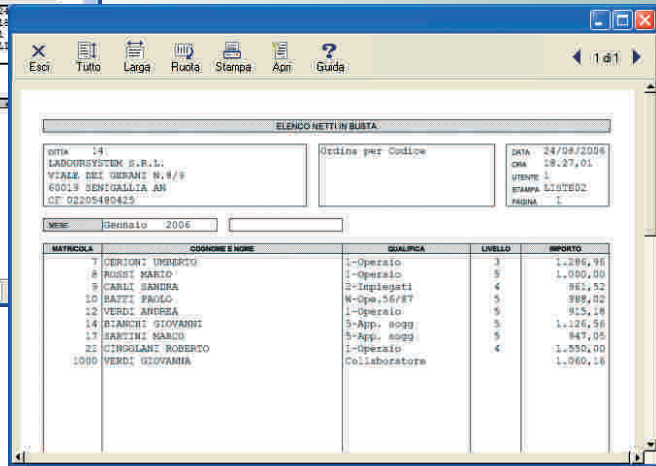 Esci Tutto Larga Ruota Stampa Apri Guida 1 di 1
ELENCO NETTI IN BUSTA
DITTA 14
LABOURSYSTEM S.R.L.
VIALE DEI GERANI N.8/9
60019 SENIGALLIA AN
CF 02205480425
Ordina per Codice
DATA 24/08/2006
ORA 18.27,01
UTENTE 1
STAMPA LISTE02
PAGINA 1
MESE Gennaio 2006
MATRICOLA COGNOME E NOME QUALIFICA LIVELLO IMPORTO
7 CERIONI UMBERTO 1-Operaio 3 1.286,96
8 ROSSI MARIO 1-Operaio 5 1.000,00
9 CARLI SANDRA 2-Impiegati 4 961,52
10 BAFFI PAOLO W-Ope.56/87 5 988,02
12 VERDI ANDREA 1-Operaio 5 915,18
14 BIANCHI GIOVANNI 5-App. sogg 5 1.126,56
17 SARTINI MARCO 5-App. sogg 5 947,05
21 CINGOLANI ROBERTO 1-Operaio 4 1.550,00
1000 VERDI GIOVANNA Collaboratore 1.060,16